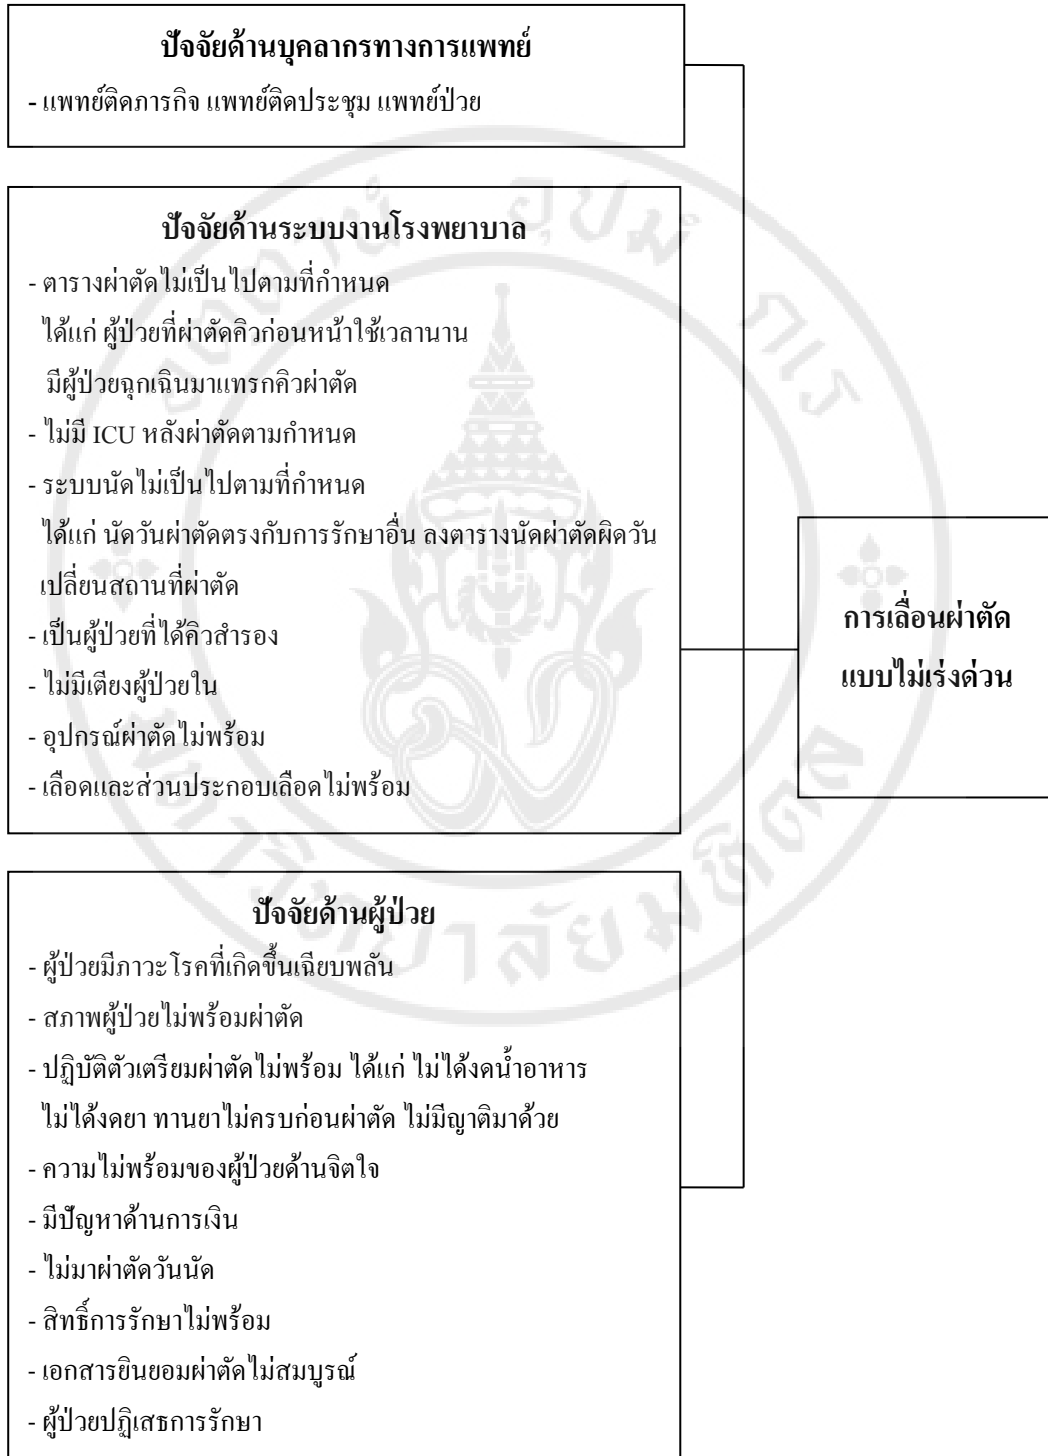 ปัจจัยด้านบุคลากรทางการแพทย์
- แพทย์ติดภารกิจ แพทย์ติดประชุม แพทย์ป่วย
ปัจจัยด้านระบบงานโรงพยาบาล
- ตารางผ่าตัดไม่เป็นไปตามที่กำหนด
ได้แก่ ผู้ป่วยที่ผ่าตัดคิวก่อนหน้าใช้เวลานาน
มีผู้ป่วยฉุกเฉินมาแทรกคิวผ่าตัด
- ไม่มี ICU หลังผ่าตัดตามกำหนด
- ระบบนัดไม่เป็นไปตามที่กำหนด
ได้แก่ นัดวันผ่าตัดตรงกับการรักษาอื่น ลงตารางนัดผ่าตัดผิดวัน
เปลี่ยนสถานที่ผ่าตัด
- เป็นผู้ป่วยที่ได้คิวสำรอง
- ไม่มีเตียงผู้ป่วยใน
- อุปกรณ์ผ่าตัดไม่พร้อม
- เลือดและส่วนประกอบเลือดไม่พร้อม
ปัจจัยด้านผู้ป่วย
- ผู้ป่วยมีภาวะโรคที่เกิดขึ้นเฉียบพลัน
- สภาพผู้ป่วยไม่พร้อมผ่าตัด
- ปฏิบัติตัวเตรียมผ่าตัดไม่พร้อม ได้แก่ ไม่ได้งดน้ำอาหาร
ไม่ได้งดยา ทานยาไม่ครบก่อนผ่าตัด ไม่มีญาติมาด้วย
- ความไม่พร้อมของผู้ป่วยด้านจิตใจ
- มีปัญหาด้านการเงิน
- ไม่มาผ่าตัดวันนัด
- สิทธิ์การรักษาไม่พร้อม
- เอกสารยินยอมผ่าตัดไม่สมบูรณ์
- ผู้ป่วยปฏิเสธการรักษา
การเลื่อนผ่าตัด
แบบไม่เร่งด่วน
อตฺตานํ อุปมํ กเร
มหาวิทยาลัยมหิดล